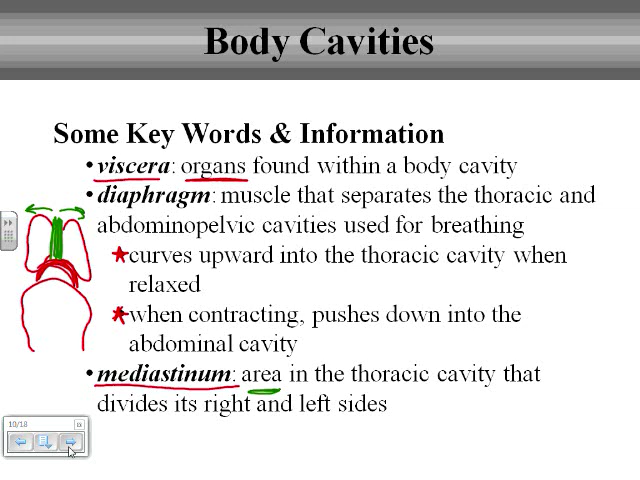 Body Cavities
Some Key Words & Information
•viscera: organs found within a body cavity
•diaphragm: muscle that separates the thoracic and
abdominopelvic cavities used for breathing
curves upward into the thoracic cavity when
relaxed
when contracting, pushes down into the
abdominal cavity
•mediastinum: area in the thoracic cavity that
divides its right and left sides
10/18